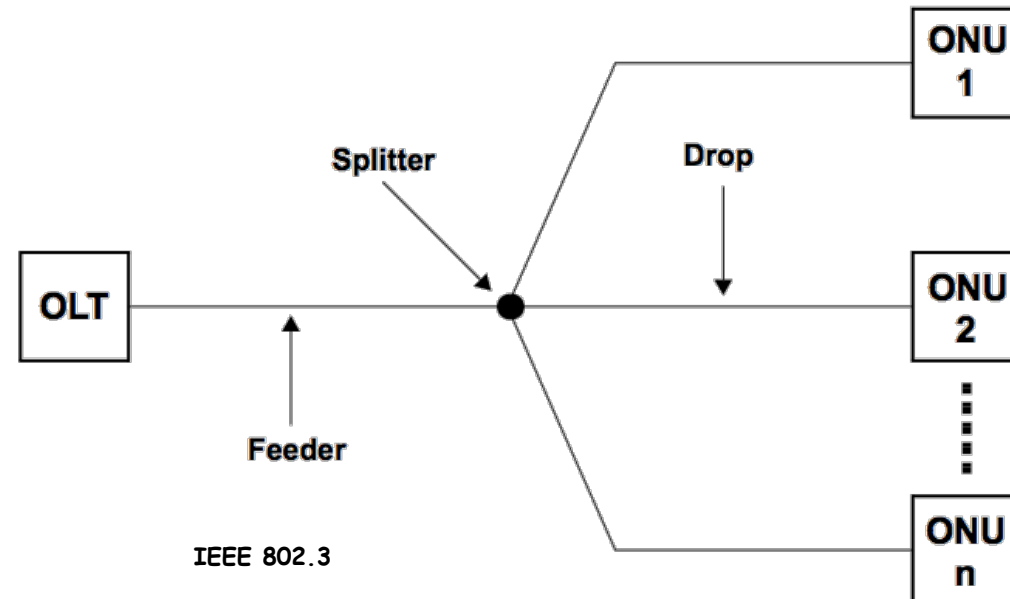 ONU
1
Splitter
Drop
OLT
ONU
2
Feeder
ONU
n
IEEE 802.3